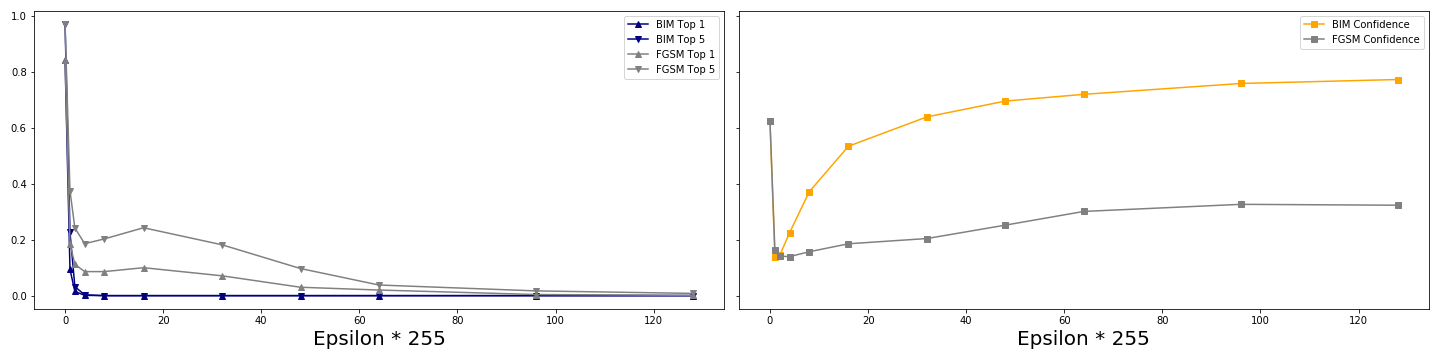 1.0
0.8
0.6
0.4
0.2
0.0
0 20 40 60 80 100 120
Epsilon * 255
BIM Top 1
BIM Top 5
FGSM Top 1
FGSM Top 5
0 20 40 60 80 100 120
Epsilon * 255
BIM Confidence
FGSM Confidence